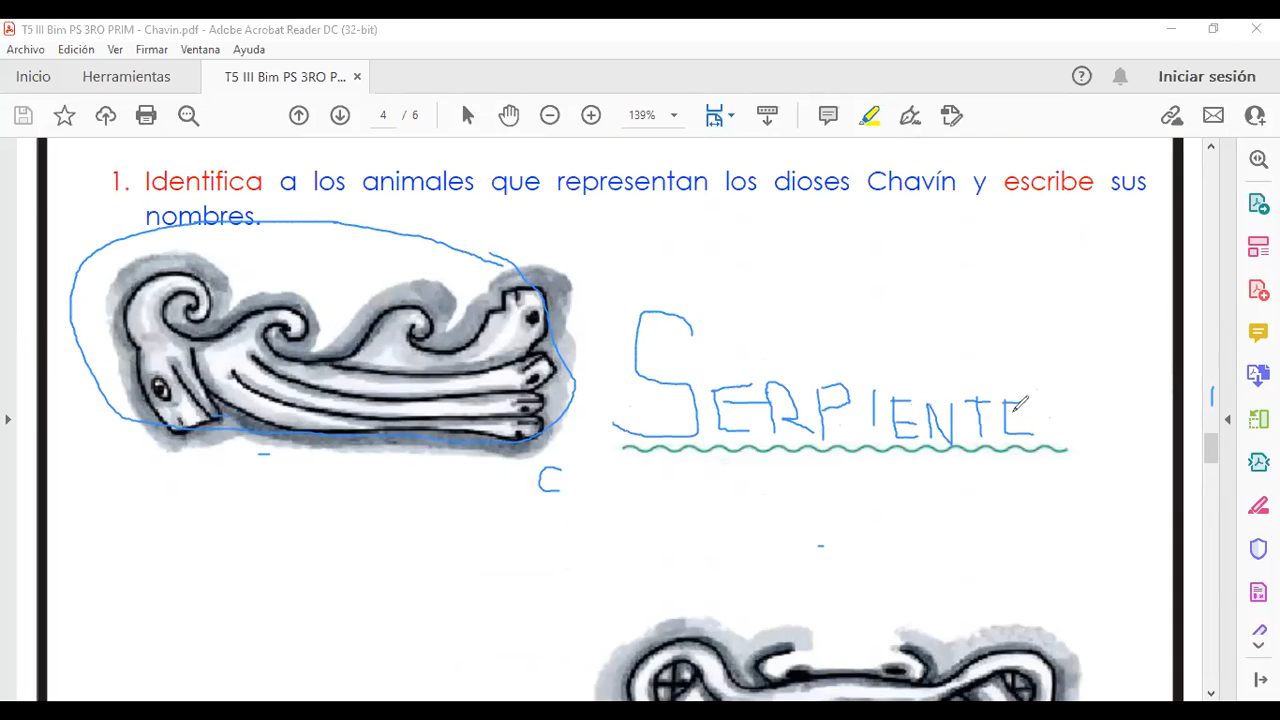 T5 III Bim PS 3RO PRIM - Chavin.pdf - Adobe Acrobat Reader DC (32-bit)
Archivo Edición Ver Firmar Ventana Ayuda
Inicio Herramientas T5 III Bim PS 3RO P... × Iniciar sesión
4 / 6 139%
1. Identifica a los animales que representan los dioses Chavín y escribe sus
nombres.
SERPIENTE
C